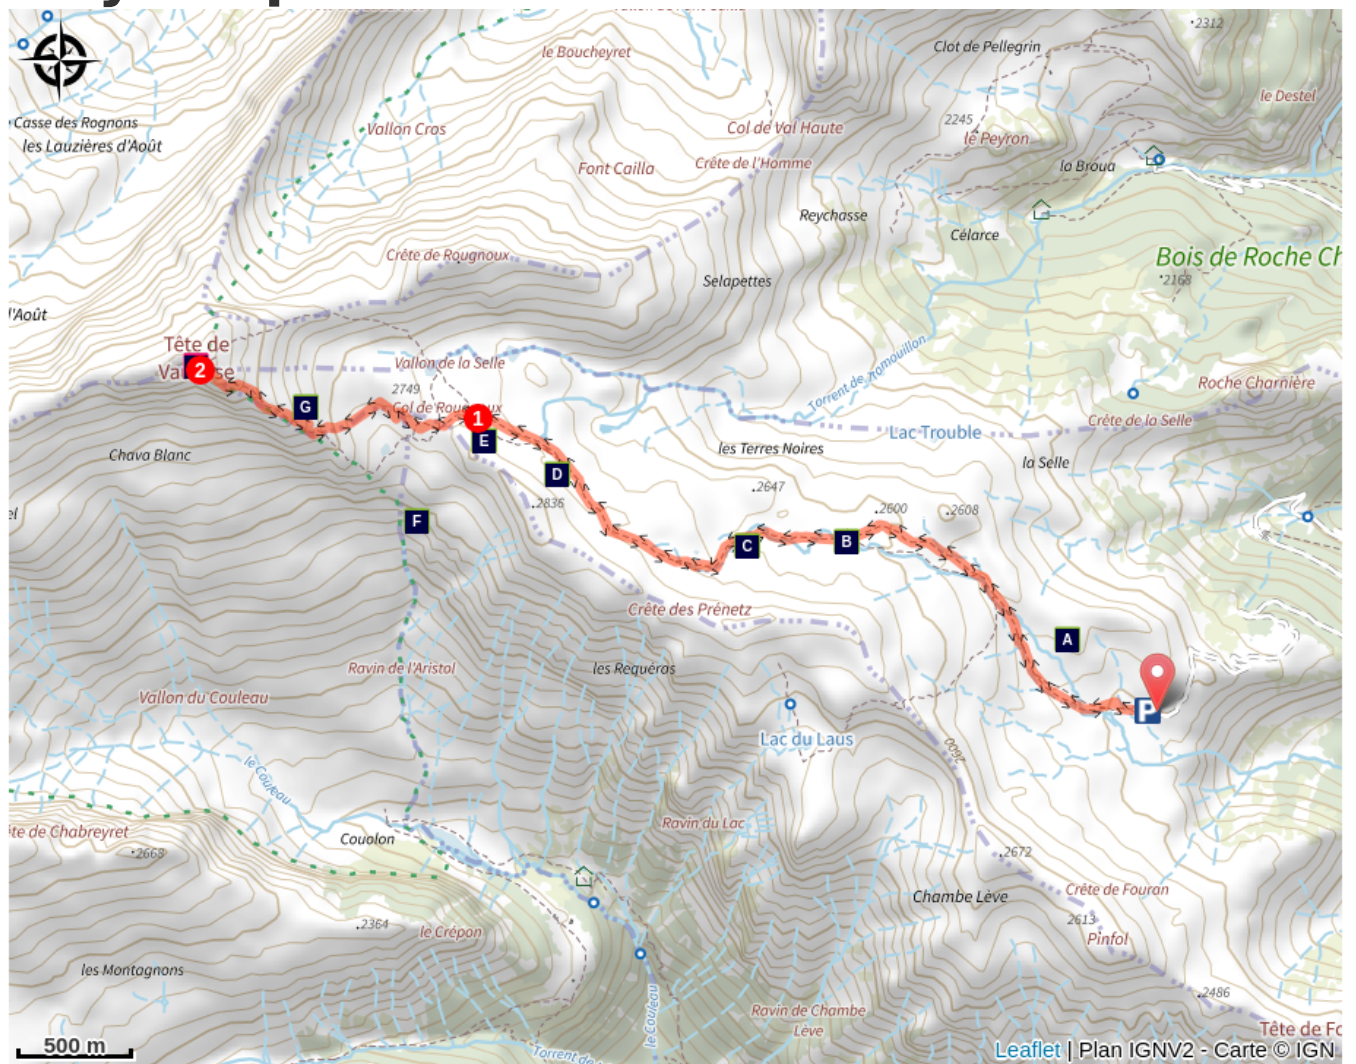 le Boucheyret
Clot de Pellegrin
2312
le Destel
Casse des Rognons
les Lauzières d'Août
Vallon Cros
Col de Val Haute
2245
le Peyron
Font Cailla
Crête de l'Homme
la Broua
Reychasse
Célarce
Crête de Rougnoux
Selapettes
Bois de Roche Ch
2168
l'Août
Tête de
2
Vallon de la Selle
Torrent de Tramouillon
Roche Charnière
2749
G
1
E
Crête de la Selle
Lac Trouble
les Terres Noires
la Selle
Chava Blanc
D
2836
2647
2600
2608
F
C
B
A
Crête des Prénetz
Ravin de l'Aristol
les Requéros
Vallon du Couleau
P
Lac du Laus
2600
le Couleau
Ravin du Lac
te de Chabreyret
Couolon
2668
2672
Chambe Lève
Crête de Fouran
2364
le Crépon
2613
Pinfol
les Montagnons
2486
le Couleau
Ravin de Chambe
Lève
Tête de Fo
500 m
Leaflet | Plan IGNV2 - Carte © IGN